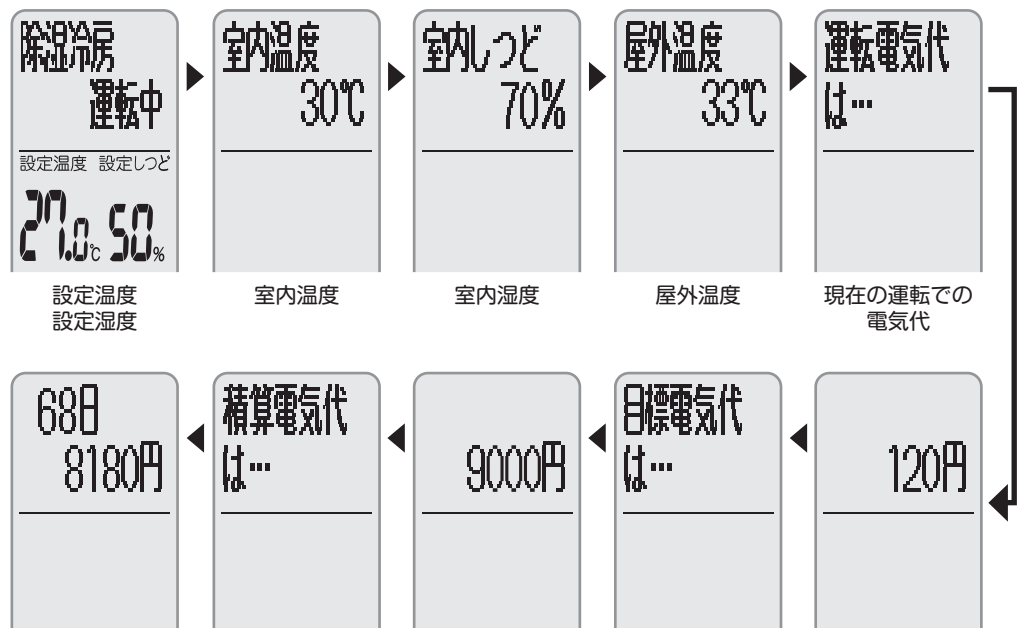 除湿冷房
運転中
設定温度 設定しつど
27.0℃ 50%
設定温度
設定湿度
室内温度
30℃
室内温度
室内しつど
70%
室内湿度
屋外温度
33℃
屋外温度
運転電気代
は…
現在の運転での
電気代
120円
目標電気代
は…
9000円
積算電気代
は…
68日
8180円